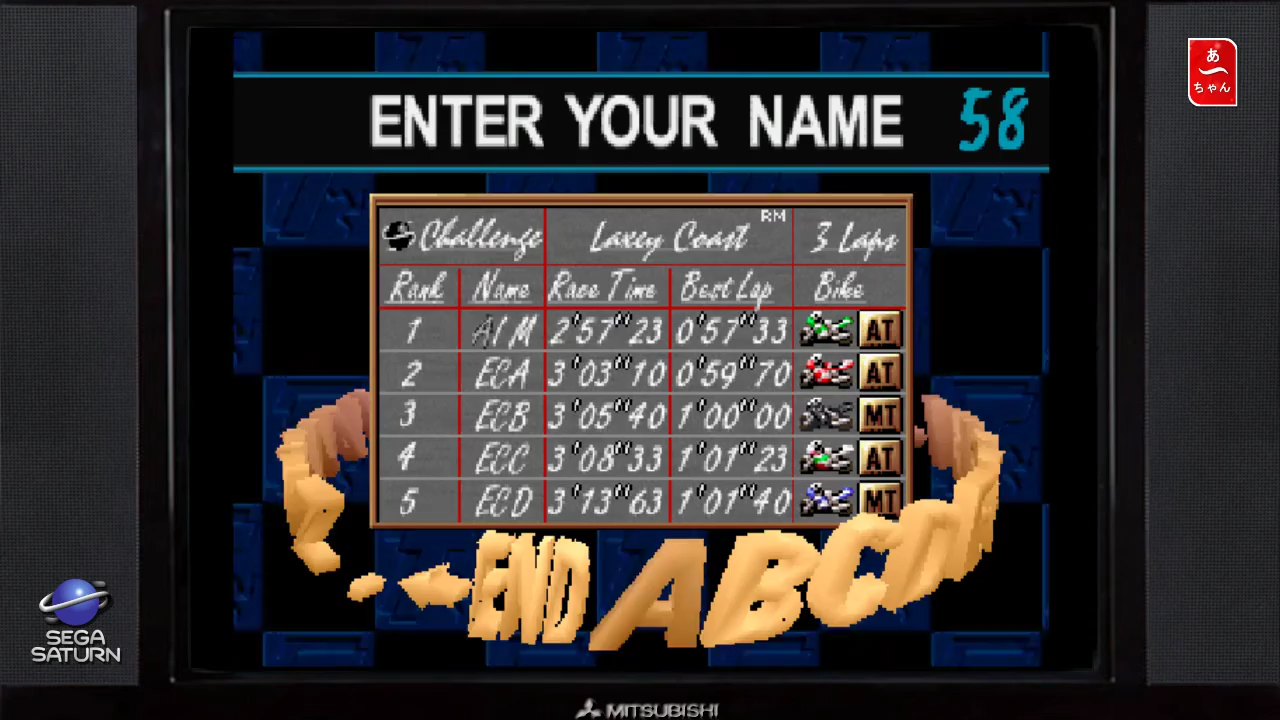 ENTER YOUR NAME 58
あーちゃん
Challenge Laxey Coast RM 3 Laps
Rank Name Race Time Best Lap Bike
1 AIM 2'57"23 0'57"33 AT
2 ECA 3'03"10 0'59"70 AT
3 ECB 3'05"40 1'00"00 MT
4 ECC 3'08"33 1'01"23 AT
5 ECD 3'13"63 1'01"40 MT
Z . ← END A B C D
SEGA
SATURN
MITSUBISHI